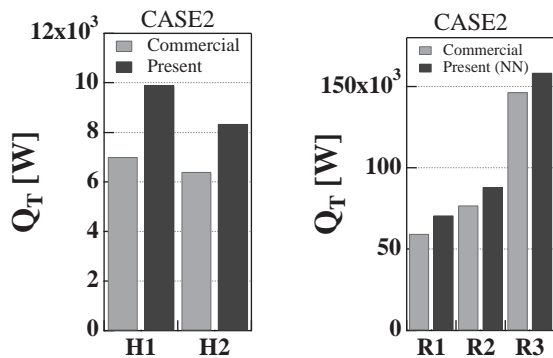 CASE2
12x10³
Commercial
Present
10
8
6
4
2
0
Q_T [W]
H1 H2
CASE2
Commercial
Present (NN)
150x10³
100
50
0
Q_T [W]
R1 R2 R3